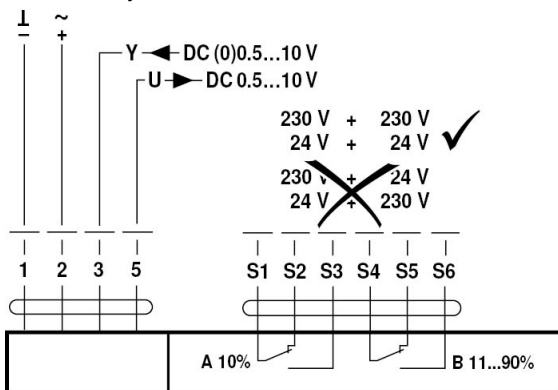 ⊥ ~
− +
Y DC (0)0.5...10 V
U DC 0.5...10 V
230 V + 230 V
24 V + 24 V
230 V + 24 V
24 V + 230 V
1 2 3 5 S1 S2 S3 S4 S5 S6
A 10% B 11...90%